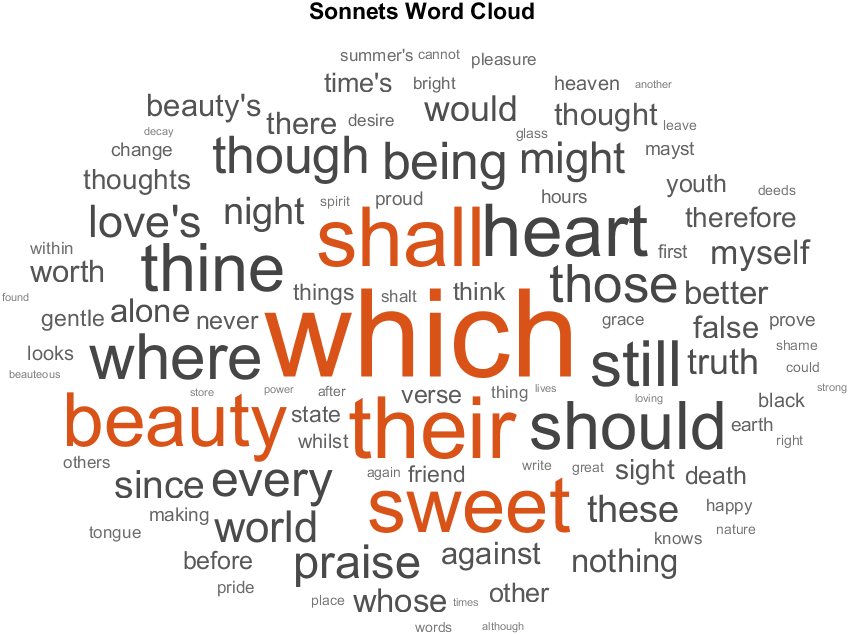 Sonnets Word Cloud
summer's cannot pleasure
time's bright heaven another
beauty's there desire would thought
decay change though being glass might leave mayst
thoughts love's night spirit proud hours youth deeds
shall heart therefore
within worth thine first myself
found gentle alone never things shalt think those better
which grace false prove
looks where still truth shame could
beauteous store power after verse thing lives loving black strong
beauty state their should earth right
whilst
others since every again friend write great sight death
tongue making world sweet these happy nature
knows
before praise against nothing
pride place whose times other
words although